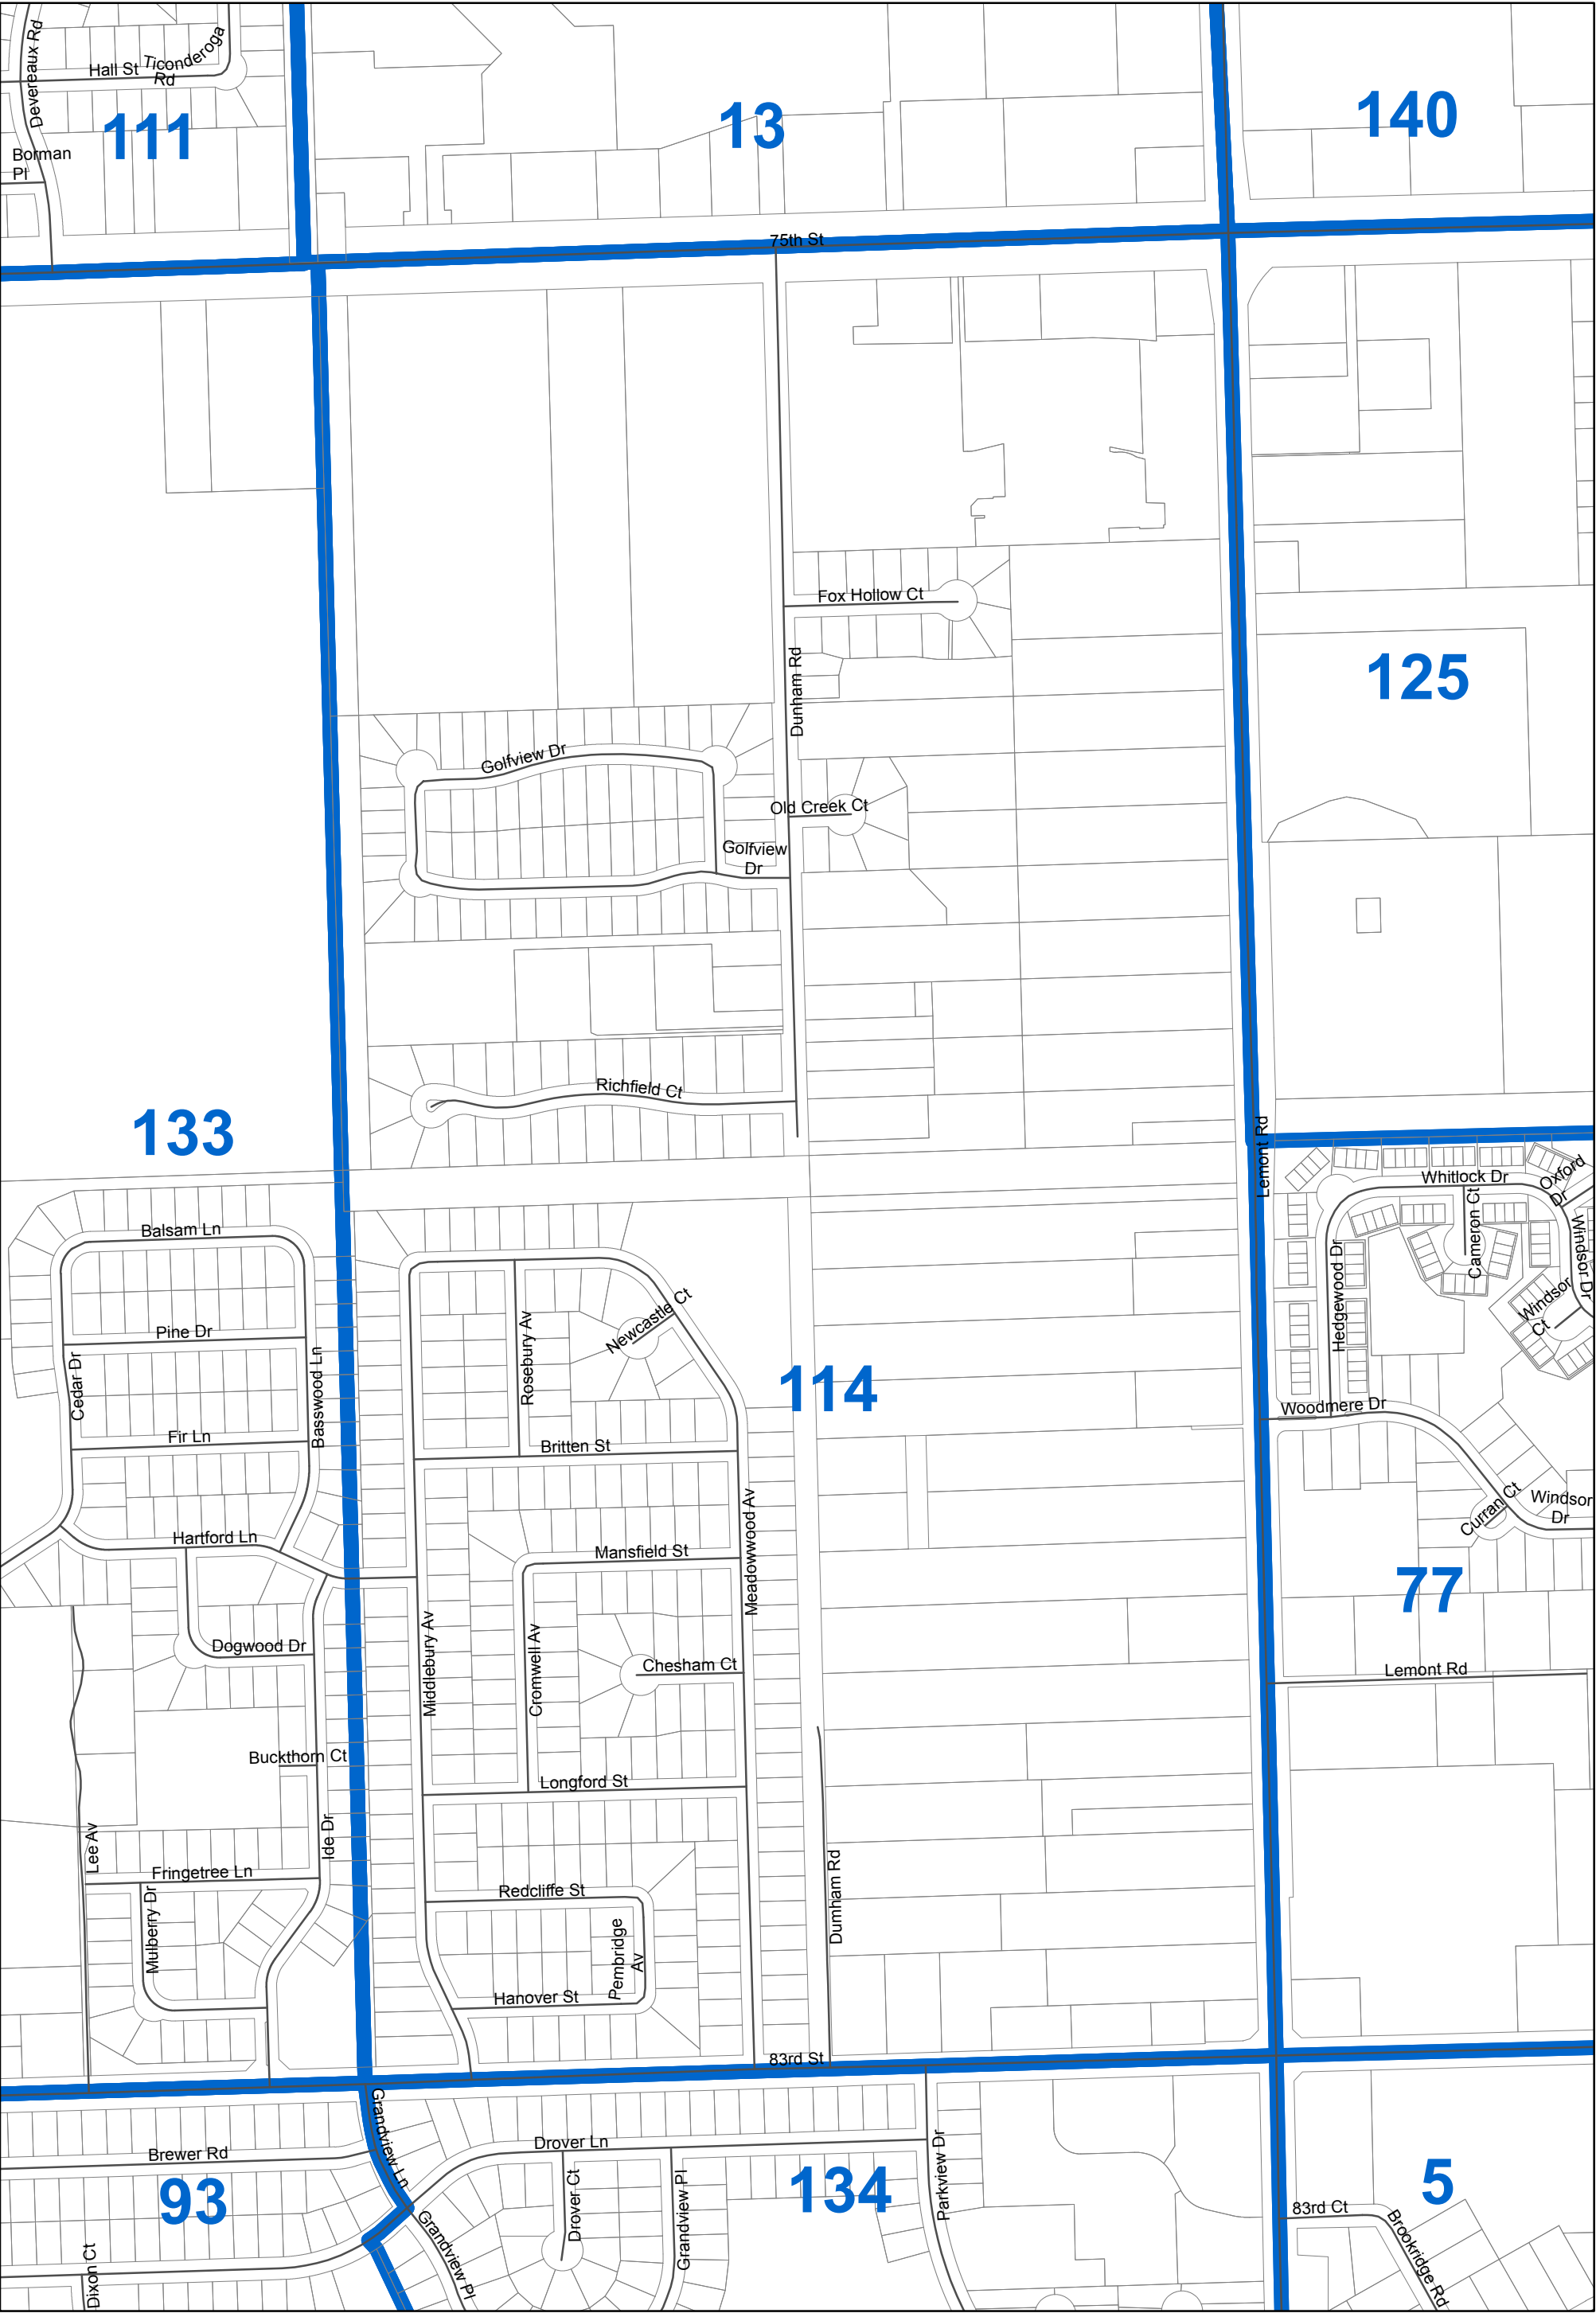 Devereaux Rd
Hall St
Ticonderoga
Rd
111
13
140
Borman
Pl
75th St
Fox Hollow Ct
Dunham Rd
125
Golfview Dr
Old Creek Ct
Golfview
Dr
Richfield Ct
133
Lemont Rd
Whitlock Dr
Oxford
Dr
Cameron Ct
Windsor Dr
Hedgewood Dr
Windsor
Ct
Balsam Ln
Pine Dr
Cedar Dr
Basswood Ln
Fir Ln
Newcastle Ct
Rosebury Av
114
Woodmere Dr
Britten St
Curran Ct
Windsor
Dr
Hartford Ln
Mansfield St
Meadowwood Av
77
Dogwood Dr
Middlebury Av
Cromwell Av
Chesham Ct
Lemont Rd
Buckthorn Ct
Longford St
Ide Dr
Lee Av
Fringetree Ln
Mulberry Dr
Redcliffe St
Pembridge
Av
Dunham Rd
Hanover St
83rd St
Grandview Ln
Brewer Rd
Drover Ln
93
Drover Ct
Grandview Pl
134
Parkview Dr
5
83rd Ct
Brookridge Rd
Grandview Pl
Dixon Ct